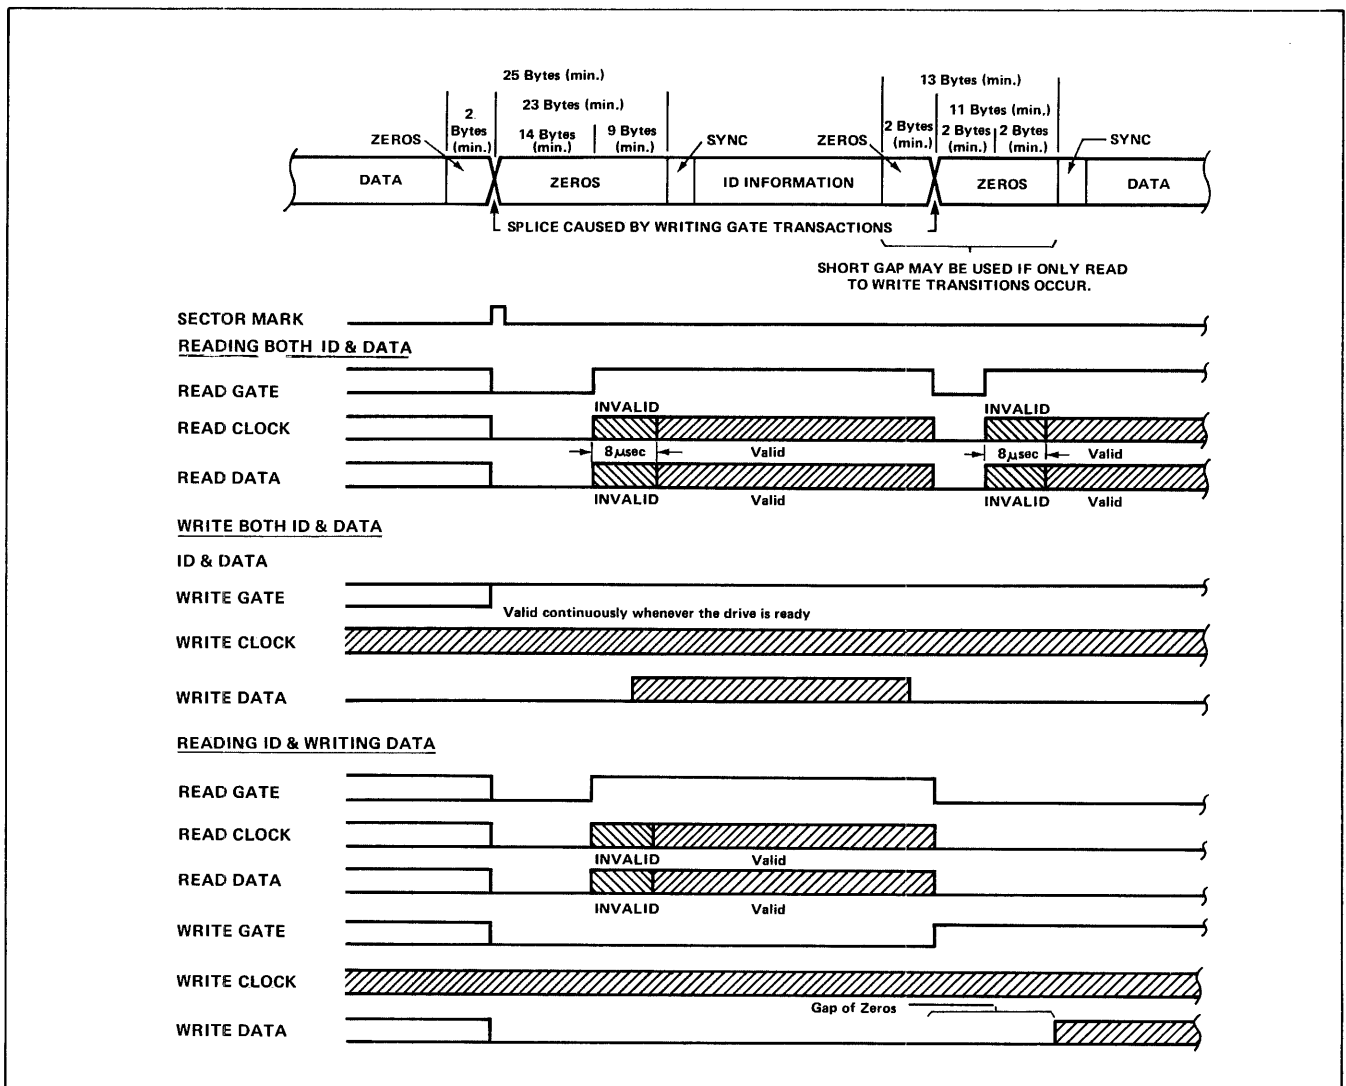 25 Bytes (min.)
13 Bytes (min.)
2 Bytes (min.)
23 Bytes (min.)
11 Bytes (min.)
ZEROS
14 Bytes (min.)
9 Bytes (min.)
SYNC
ZEROS
2 Bytes (min.)
2 Bytes (min.)
2 Bytes (min.)
SYNC
DATA
ZEROS
ID INFORMATION
ZEROS
DATA
SPLICE CAUSED BY WRITING GATE TRANSACTIONS
SHORT GAP MAY BE USED IF ONLY READ
TO WRITE TRANSITIONS OCCUR.
SECTOR MARK
READING BOTH ID & DATA
READ GATE
INVALID
INVALID
READ CLOCK
8 μsec
Valid
8 μsec
Valid
READ DATA
INVALID
Valid
INVALID
Valid
WRITE BOTH ID & DATA
ID & DATA
WRITE GATE
Valid continuously whenever the drive is ready
WRITE CLOCK
WRITE DATA
READING ID & WRITING DATA
READ GATE
READ CLOCK
INVALID
Valid
READ DATA
INVALID
Valid
WRITE GATE
WRITE CLOCK
Gap of Zeros
WRITE DATA